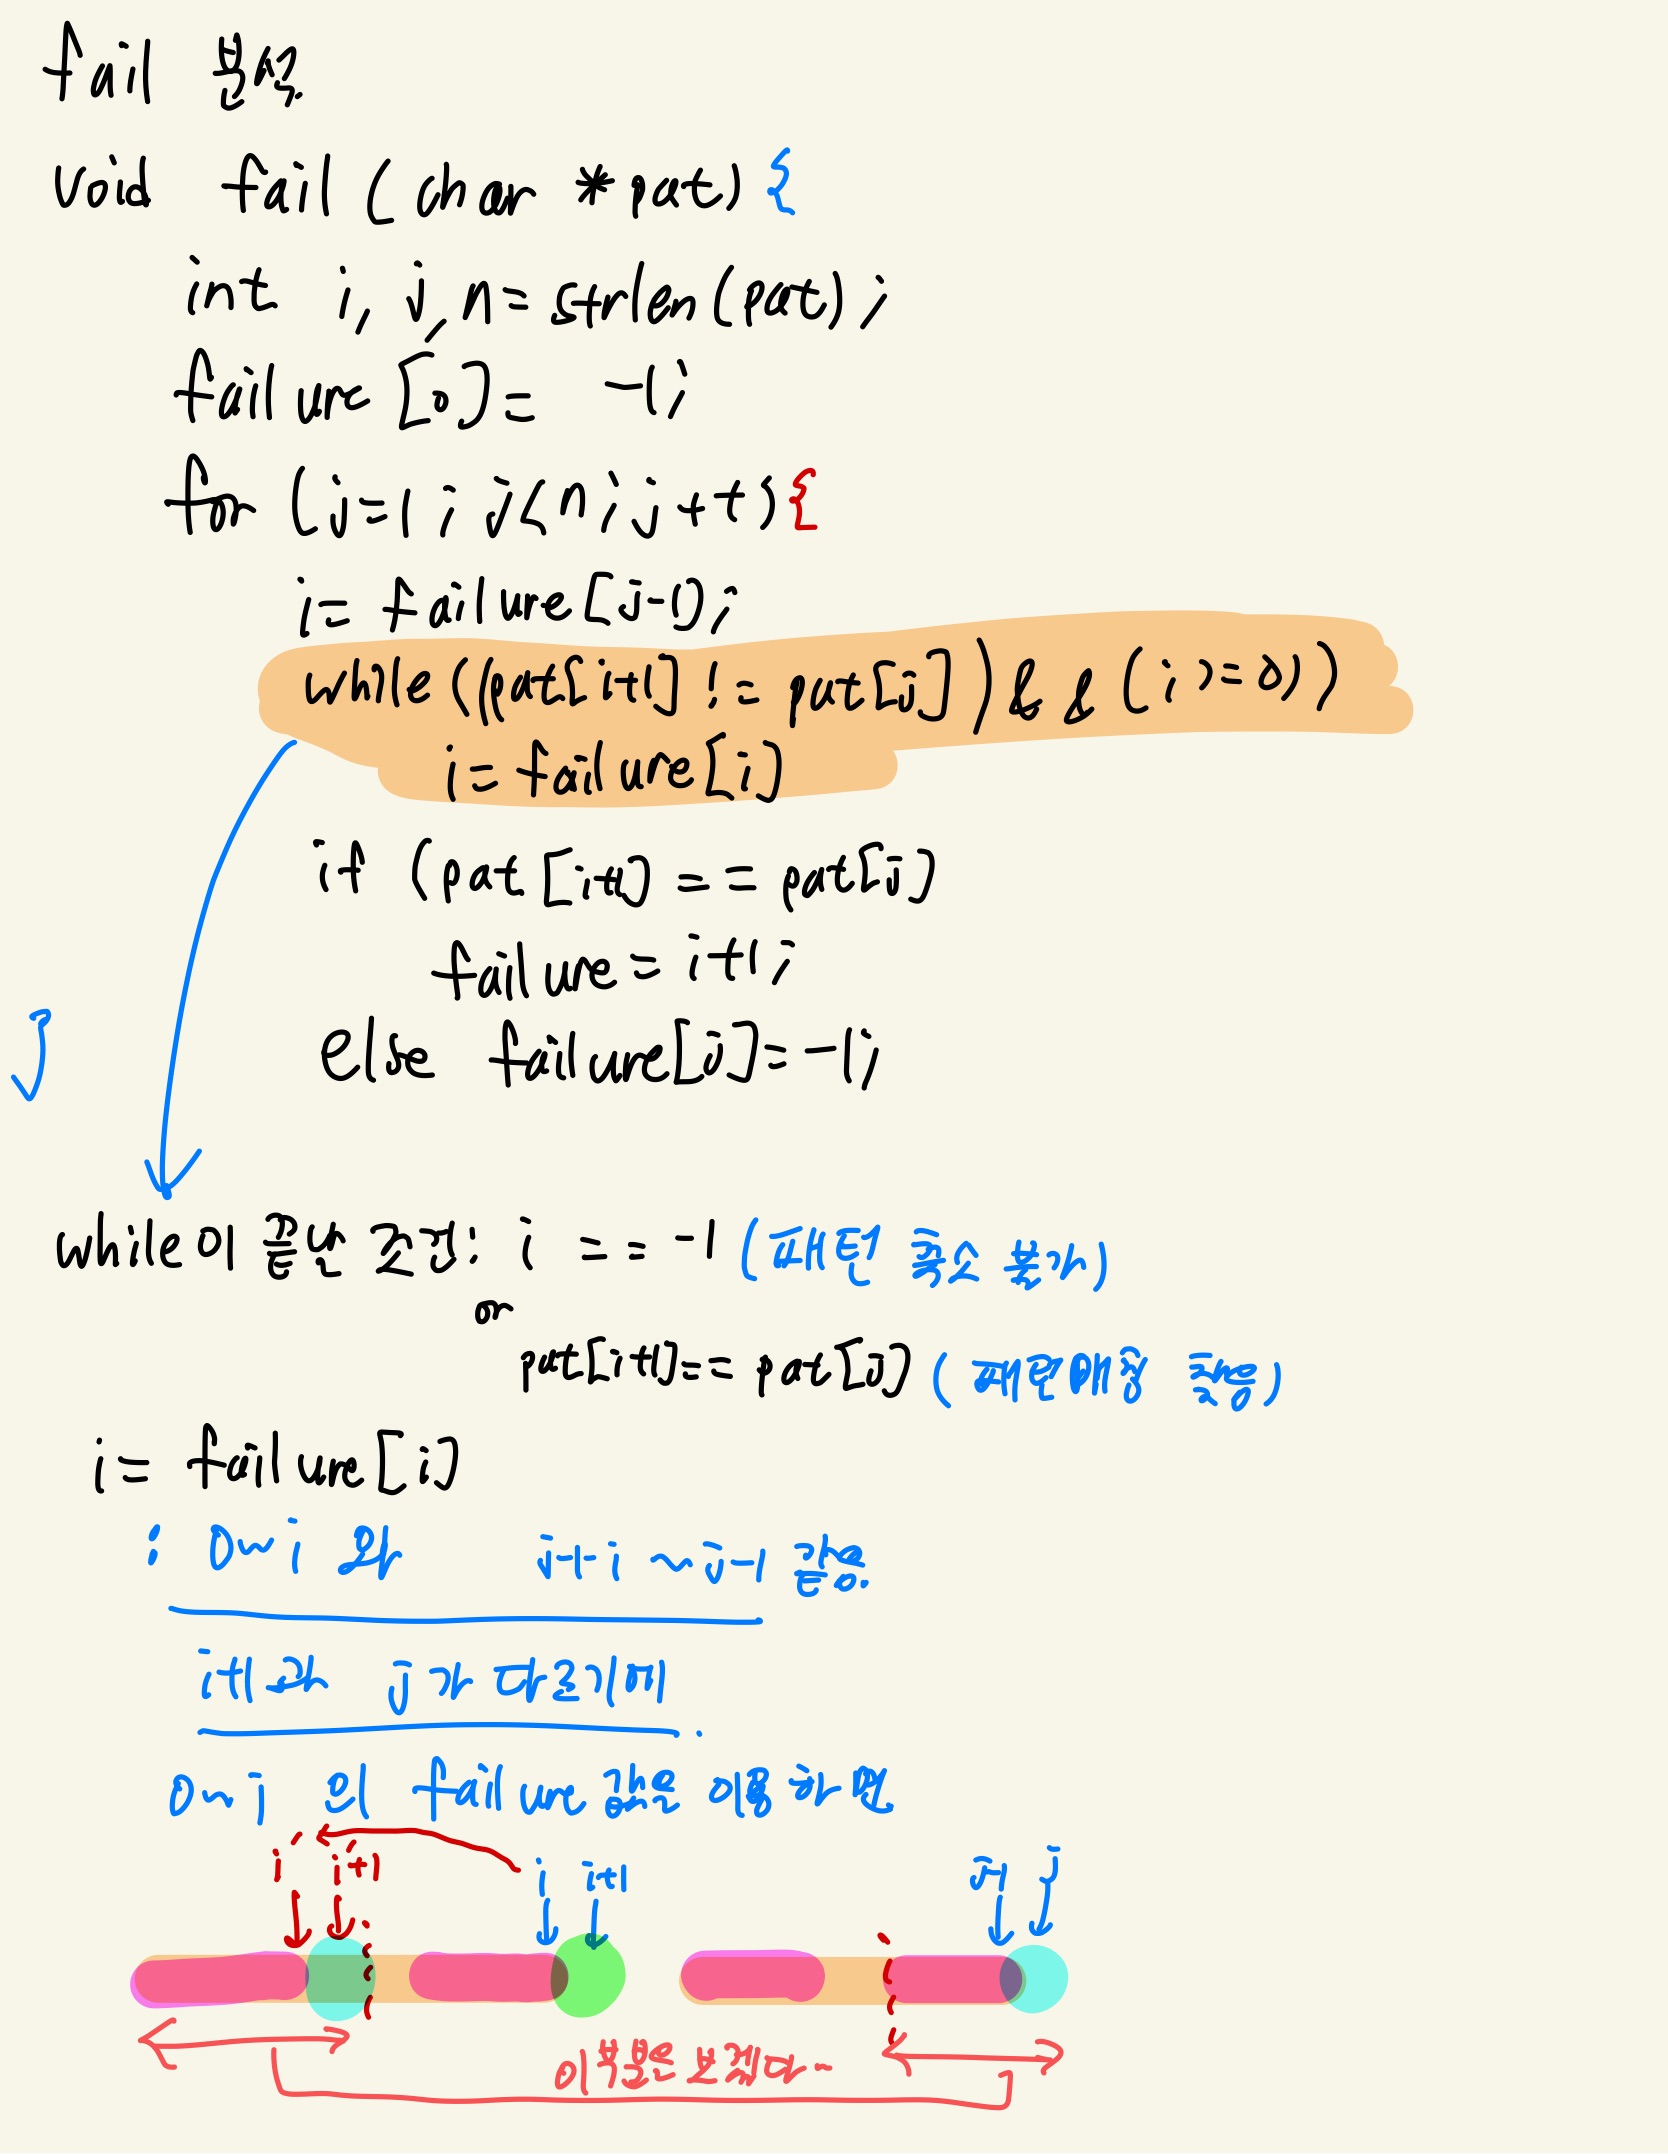 fail 분석
void fail (char *pat) {
int i, j, n = strlen(pat);
failure [0] = -1;
for (j=1; j<n; j++) {
i = failure [j-1];
while ((pat[i+1] != pat[j]) && (i >= 0))
i = failure [i]
if (pat [i+1] == pat[j]
failure = i+1;
else failure[j] = -1;
}
while이 끝난 조건: i == -1 (패턴 축소 불가)
or
pat[i+1] == pat[j] (패턴매칭 활용)
i = failure [i]
: 0~i 와 j-1-i ~ j-1 같음.
i+1과 j가 다르기에.
0~i 의 failure 값을 이용하면
i' i'+1 i i+1 j-1 j
이 부분은 보겠다..